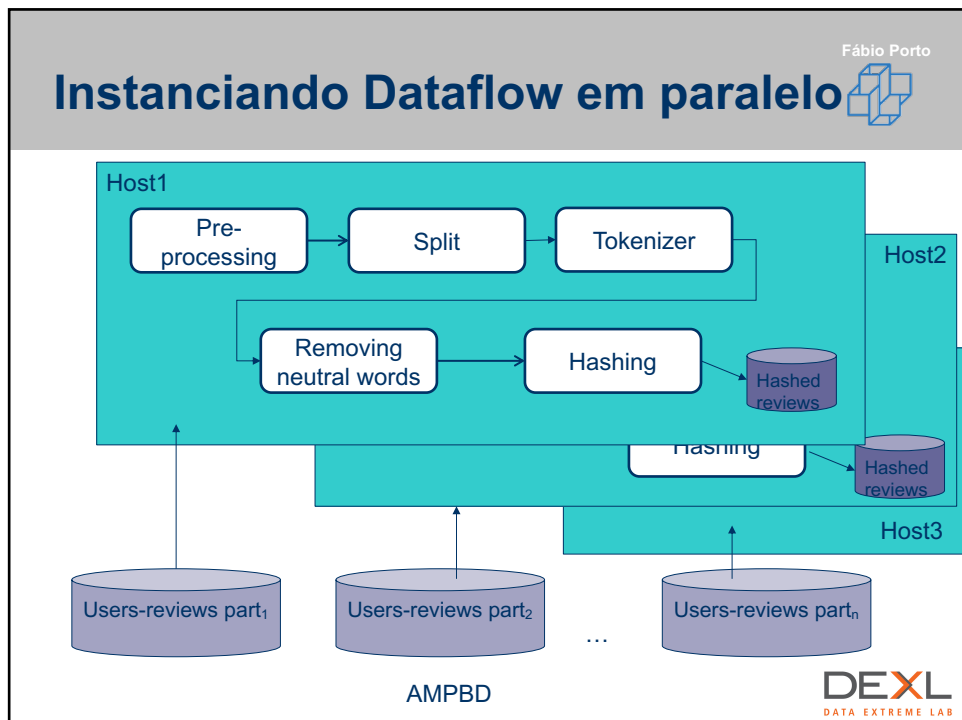 Fábio Porto
Instanciando Dataflow em paralelo
Host1
Pre-
processing
Split
Tokenizer
Host2
Removing
neutral words
Hashing
Hashed
reviews
Hashing
Hashed
reviews
Host3
Users-reviews part1
Users-reviews part2
...
Users-reviews partn
AMPBD
DEXL
DATA EXTREME LAB